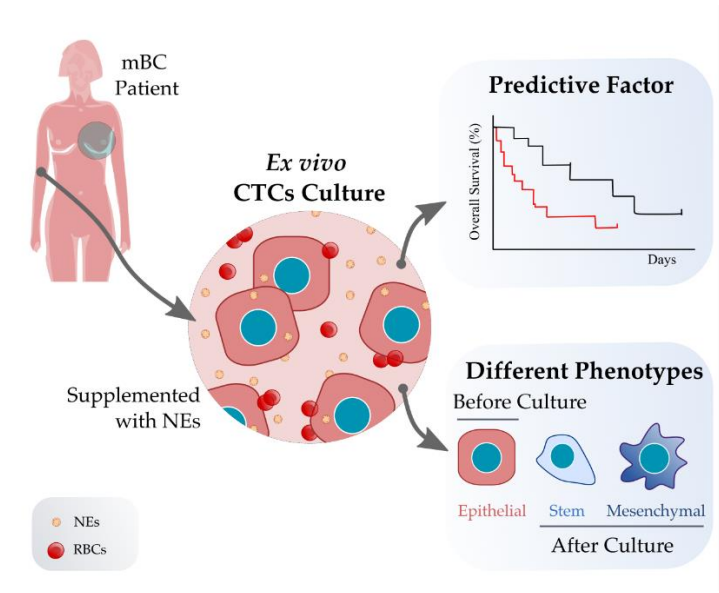 mBC
Patient
Ex vivo
CTCs Culture
Supplemented
with NEs
NEs
RBCs
Predictive Factor
Overall Survival (%)
Days
Different Phenotypes
Before Culture
Epithelial Stem Mesenchymal
After Culture